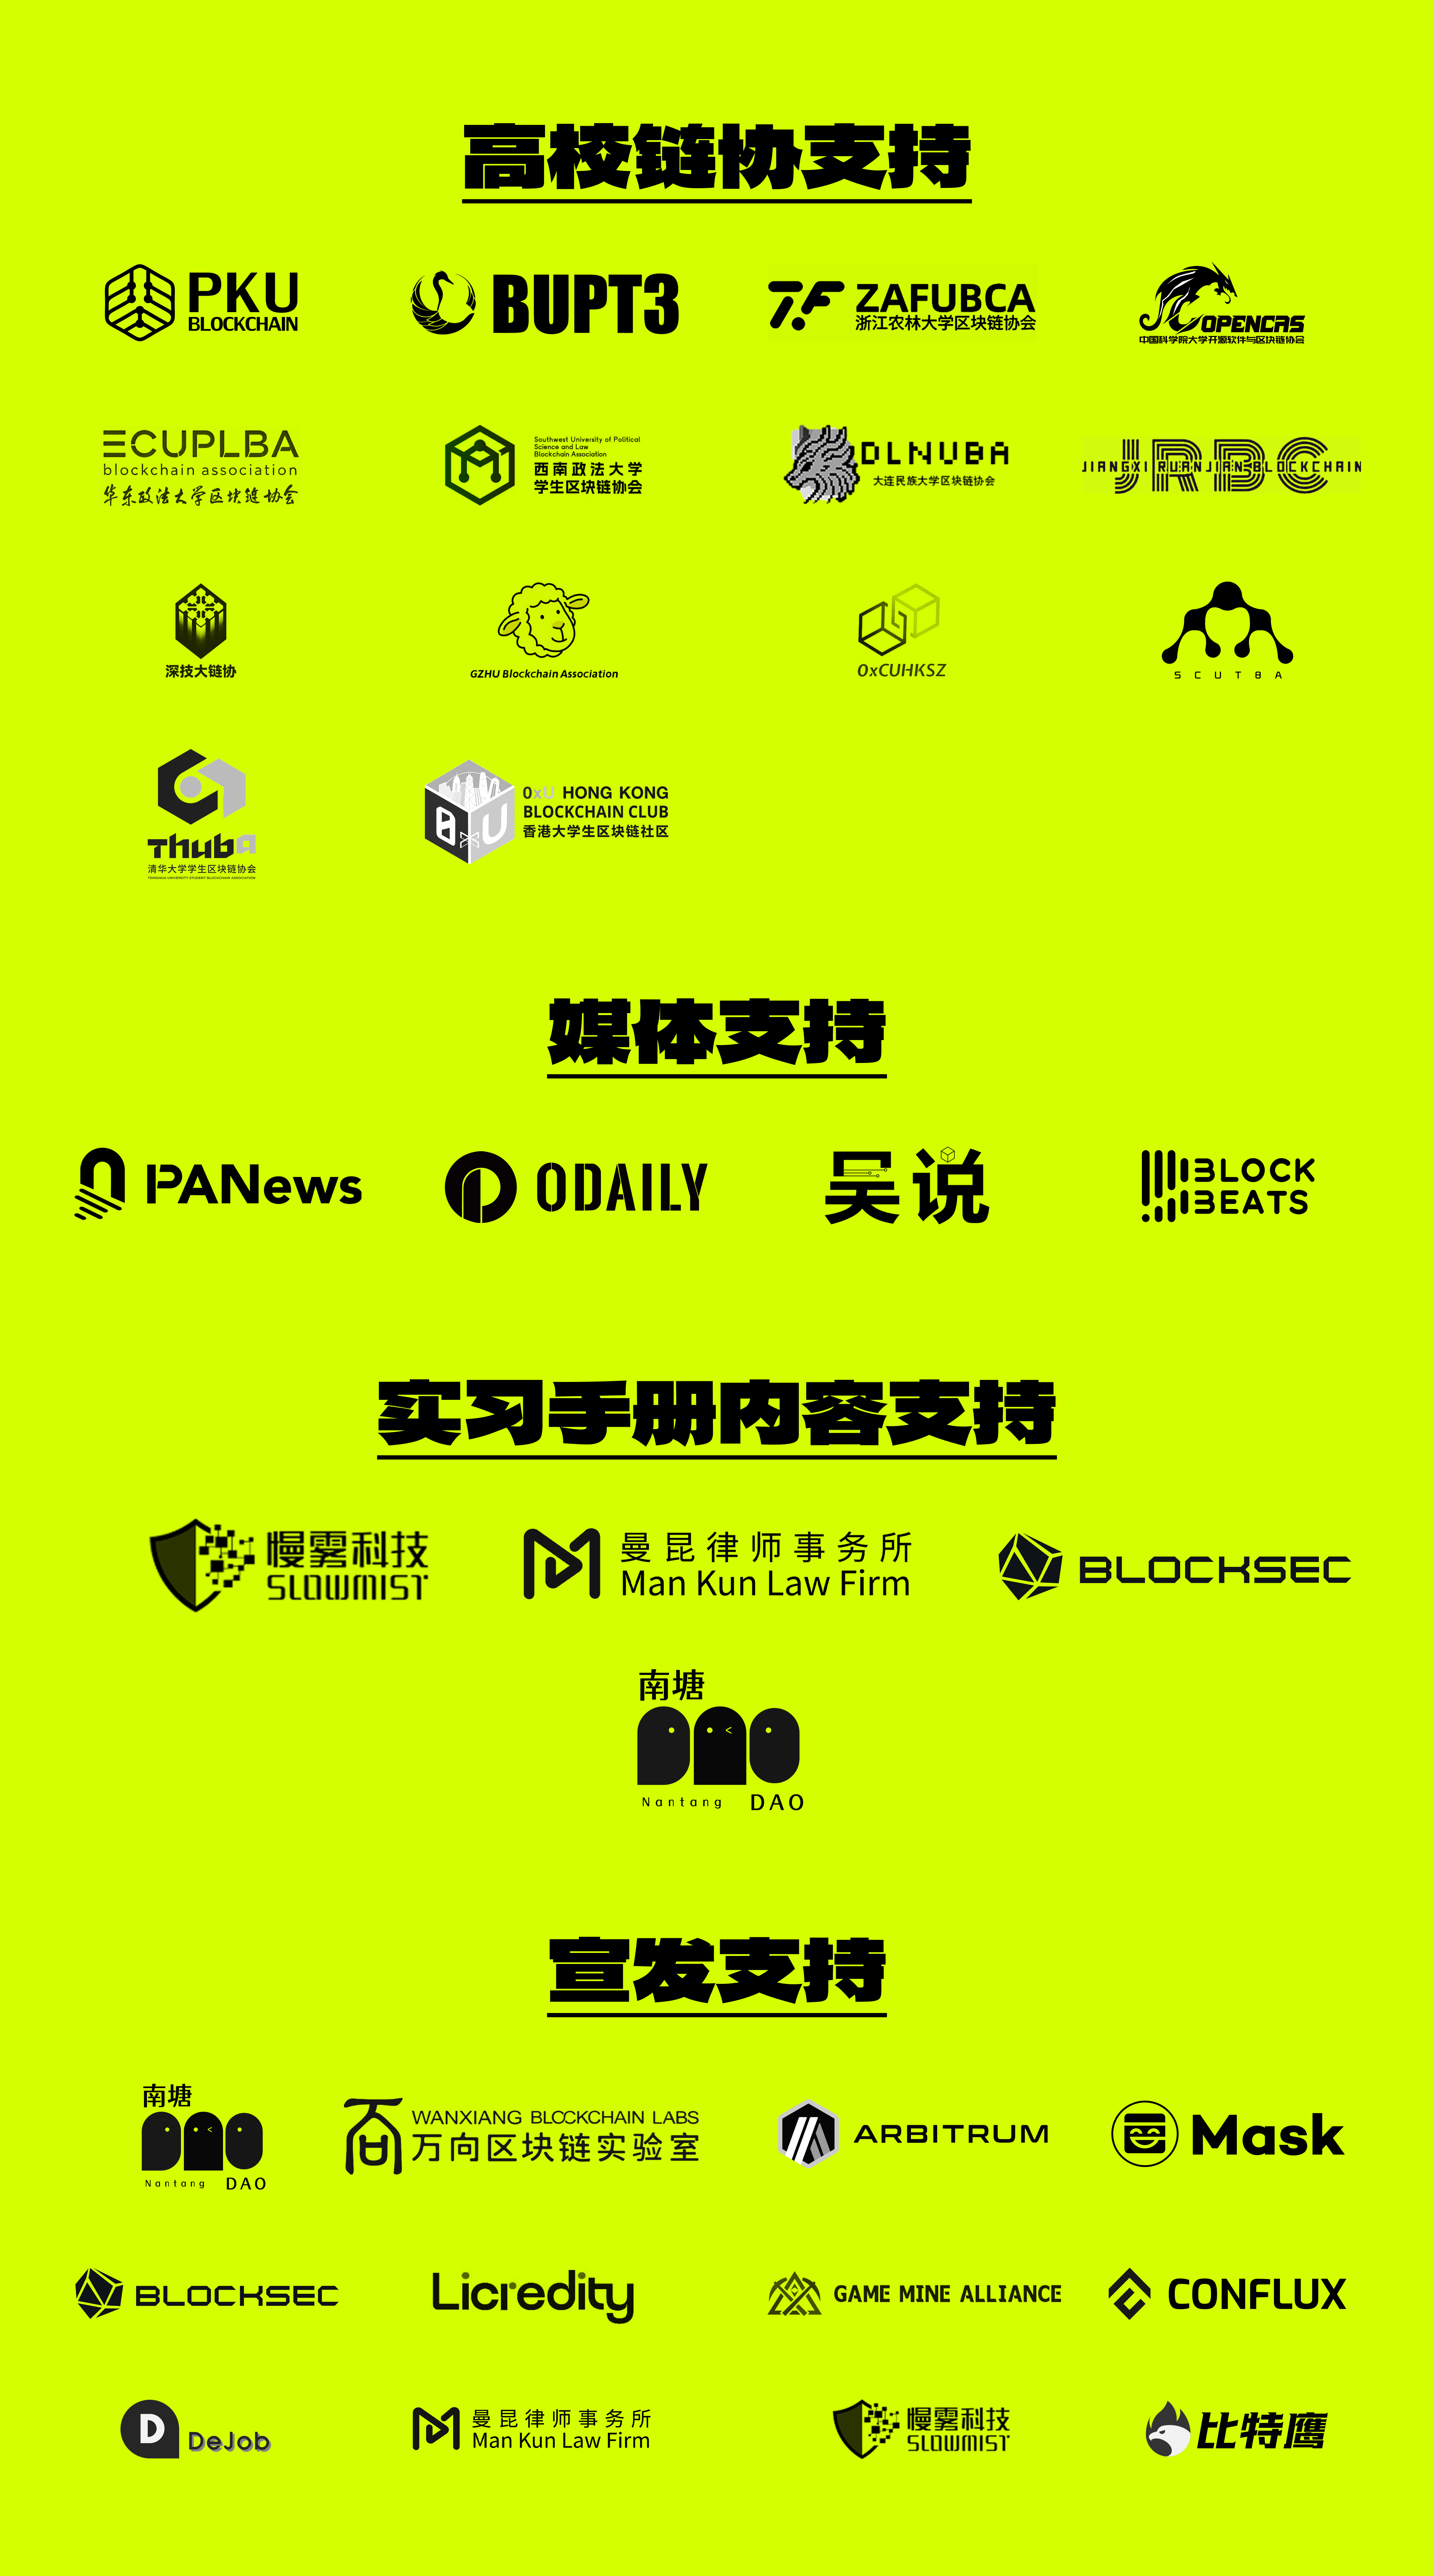 高校链协支持
PKU
BLOCKCHAIN
BUPT3
ZAFUBCA
浙江农林大学区块链协会
OPENCAS
中国科学院大学开源软件与区块链协会
ECUPLBA
blockchain association
华东政法大学区块链协会
Southwest University of Political
Science and Law
Blockchain Association
西南政法大学
学生区块链协会
DLNUBA
大连民族大学区块链协会
JRBC
JIANGXI RUANJIAN BLOCKCHAIN
深技大链协
GZHU Blockchain Association
0xCUHKSZ
SCUTBA
Thuba
清华大学学生区块链协会
TSINGHUA UNIVERSITY STUDENT BLOCKCHAIN ASSOCIATION
BxU
0xU HONG KONG
BLOCKCHAIN CLUB
香港大学生区块链社区
媒体支持
PANews
ODAILY
吴说
BLOCK
BEATS
实习手册内容支持
慢雾科技
SLOWMIST
曼昆律师事务所
Man Kun Law Firm
BLOCKSEC
南塘
DAO
Nantang DAO
宣发支持
南塘
DAO
Nantang DAO
WANXIANG BLOCKCHAIN LABS
万向区块链实验室
ARBITRUM
Mask
BLOCKSEC
Licredity
GAME MINE ALLIANCE
CONFLUX
D
DeJob
曼昆律师事务所
Man Kun Law Firm
慢雾科技
SLOWMIST
比特鹰